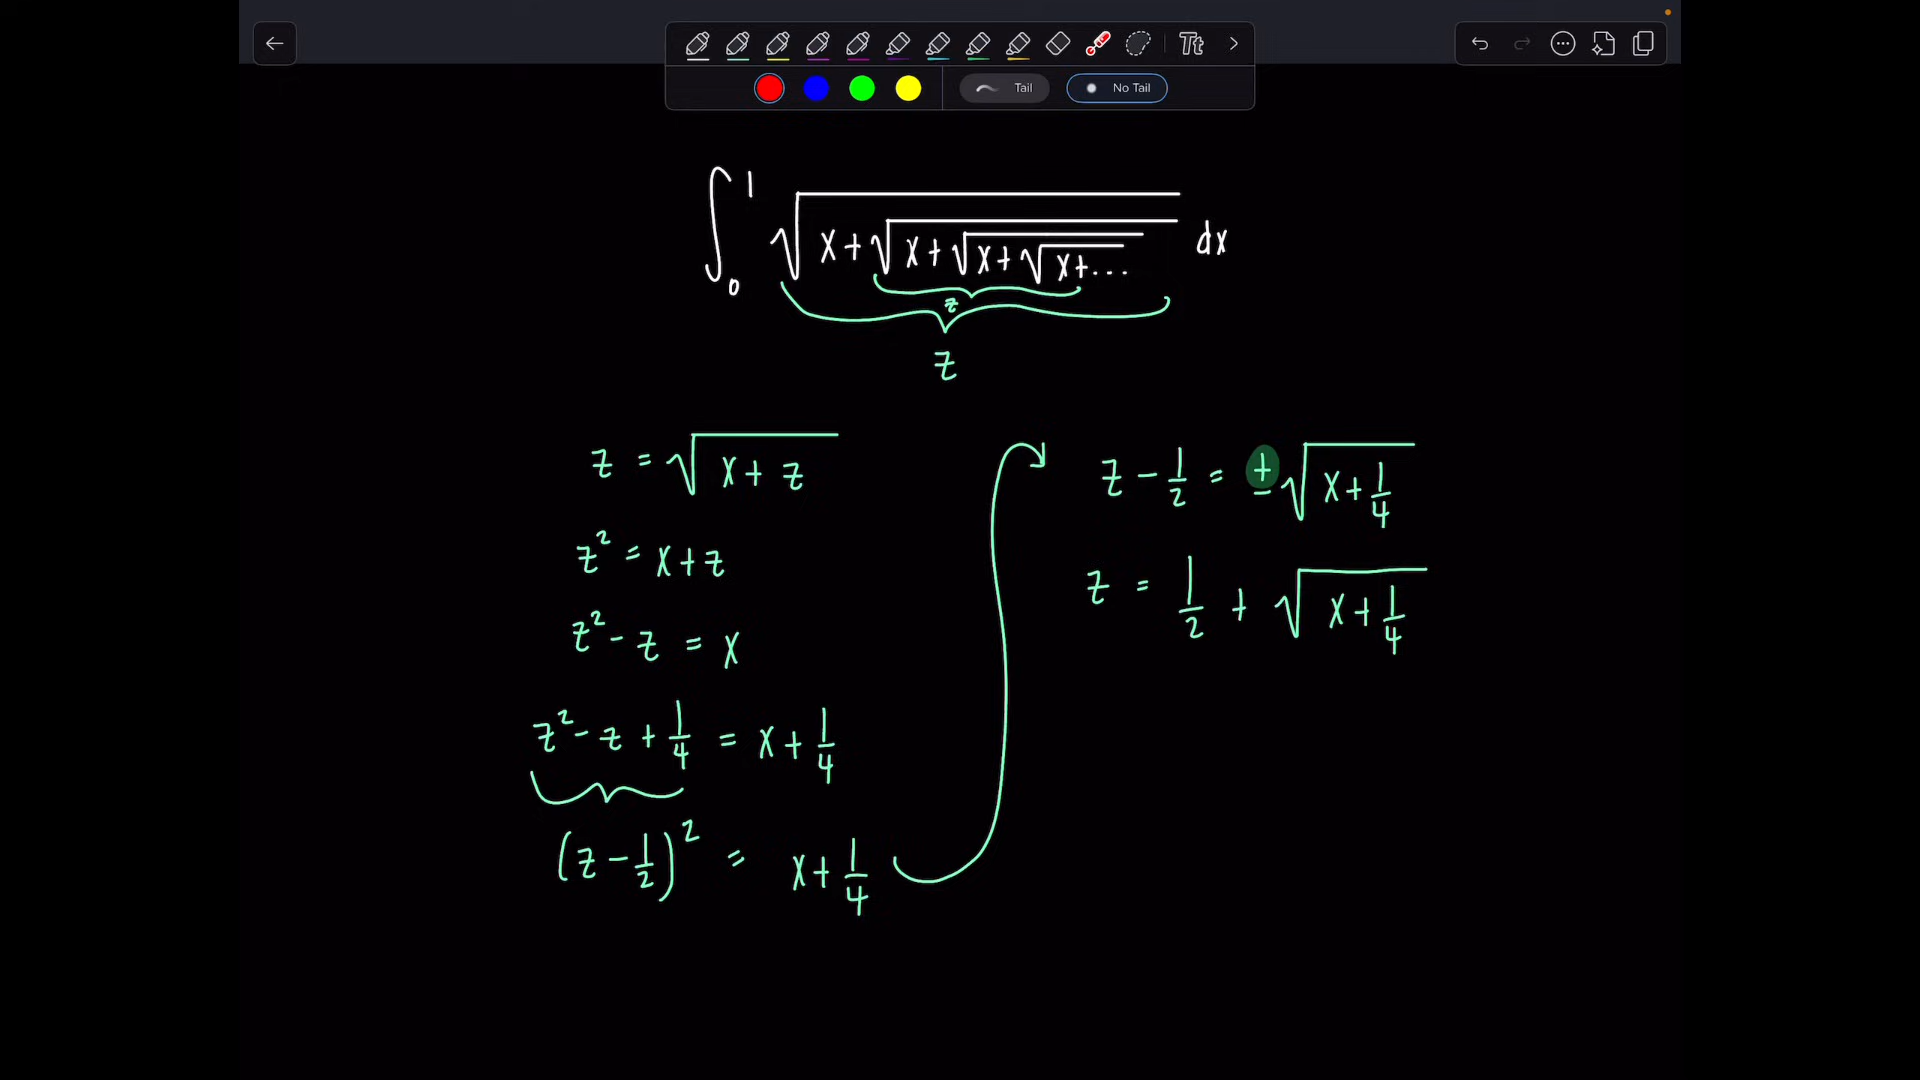 Tt
Tail No Tail
∫₀¹ √(x+√(x+√(x+√(x+...)))) dx
z
z
z = √(x+z)
z² = x+z
z² - z = x
z² - z + 1/4 = x + 1/4
(z - 1/2)² = x + 1/4
z - 1/2 = ±√(x + 1/4)
z = 1/2 + √(x + 1/4)